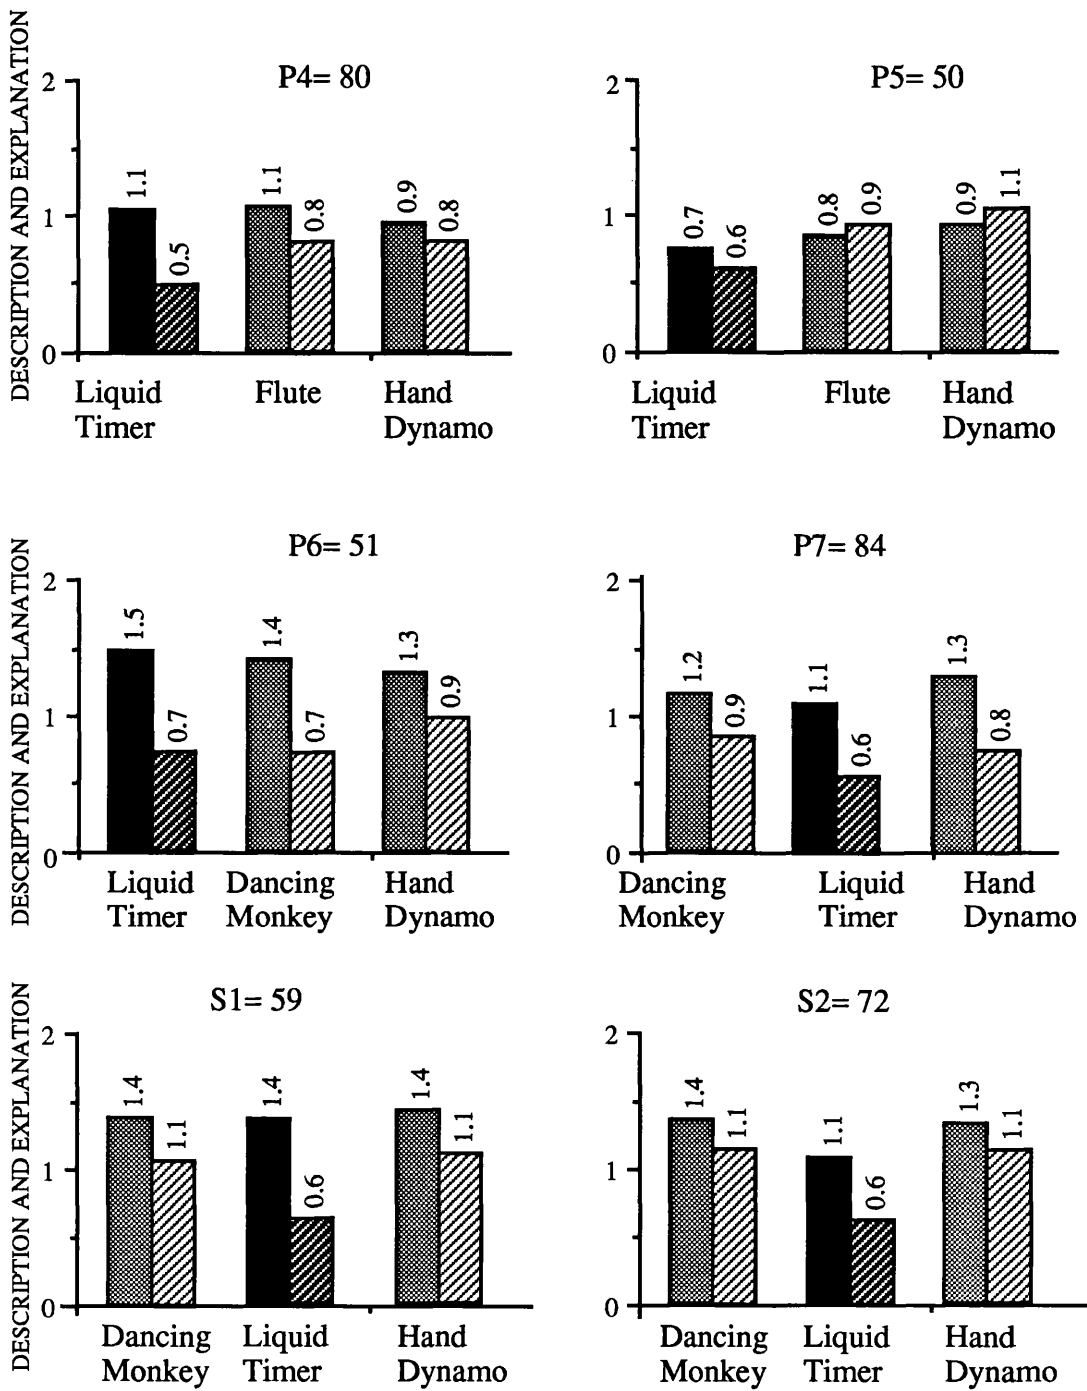 DESCRIPTION AND EXPLANATION
P4= 80
2
1
0
1.1
0.5
1.1
0.8
0.9
0.8
Liquid
Timer
Flute
Hand
Dynamo
P5= 50
2
1
0
0.7
0.6
0.8
0.9
0.9
1.1
Liquid
Timer
Flute
Hand
Dynamo
DESCRIPTION AND EXPLANATION
P6= 51
2
1
0
1.5
0.7
1.4
0.7
1.3
0.9
Liquid
Timer
Dancing
Monkey
Hand
Dynamo
P7= 84
2
1
0
1.2
0.9
1.1
0.6
1.3
0.8
Dancing
Monkey
Liquid
Timer
Hand
Dynamo
DESCRIPTION AND EXPLANATION
S1= 59
2
1
0
1.4
1.1
1.4
0.6
1.4
1.1
Dancing
Monkey
Liquid
Timer
Hand
Dynamo
S2= 72
2
1
0
1.4
1.1
1.1
0.6
1.3
1.1
Dancing
Monkey
Liquid
Timer
Hand
Dynamo